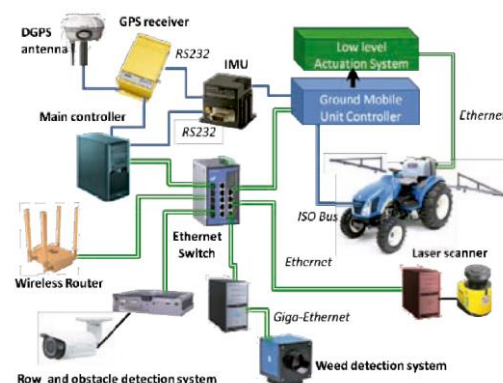 GPS receiver
DGPS
antenna
RS232
IMU
Low level
Actuation System
Main controller
RS232
Ground Mobile
Unit Controller
Ethernet
ISO Bus
Ethernet
Switch
Ethernet
Laser scanner
Wireless Router
Giga-Ethernet
Weed detection system
Row and obstacle detection system